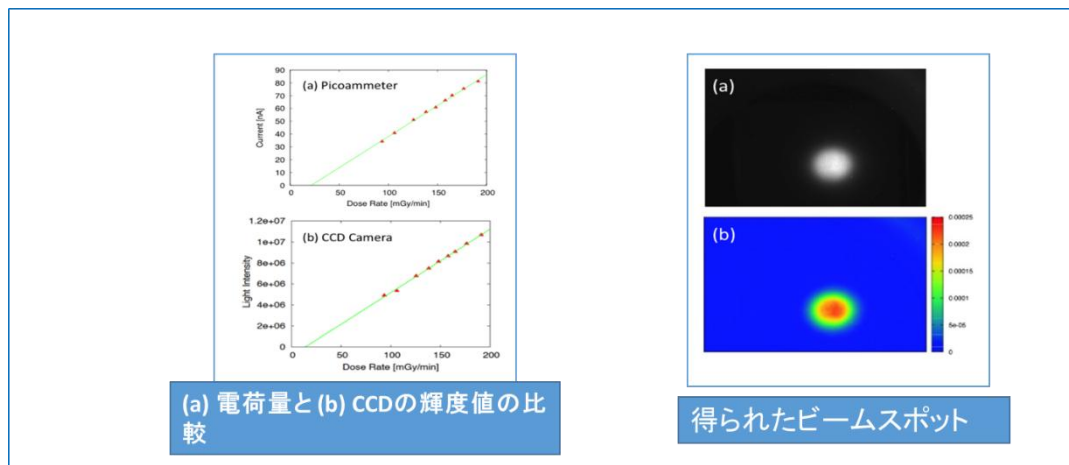 (a) Picoammeter
90
80
70
60
50
40
30
20
10
0
Current [nA]
0 50 100 150 200
Dose Rate [mGy/min]
(b) CCD Camera
1.2e+07
1e+07
8e+06
6e+06
4e+06
2e+06
0
Light Intensity
0 50 100 150 200
Dose Rate [mGy/min]
(a) 電荷量と(b) CCDの輝度値の比
較
(a)
(b)
0.00025
0.0002
0.00015
0.0001
5e-05
0
得られたビームスポット